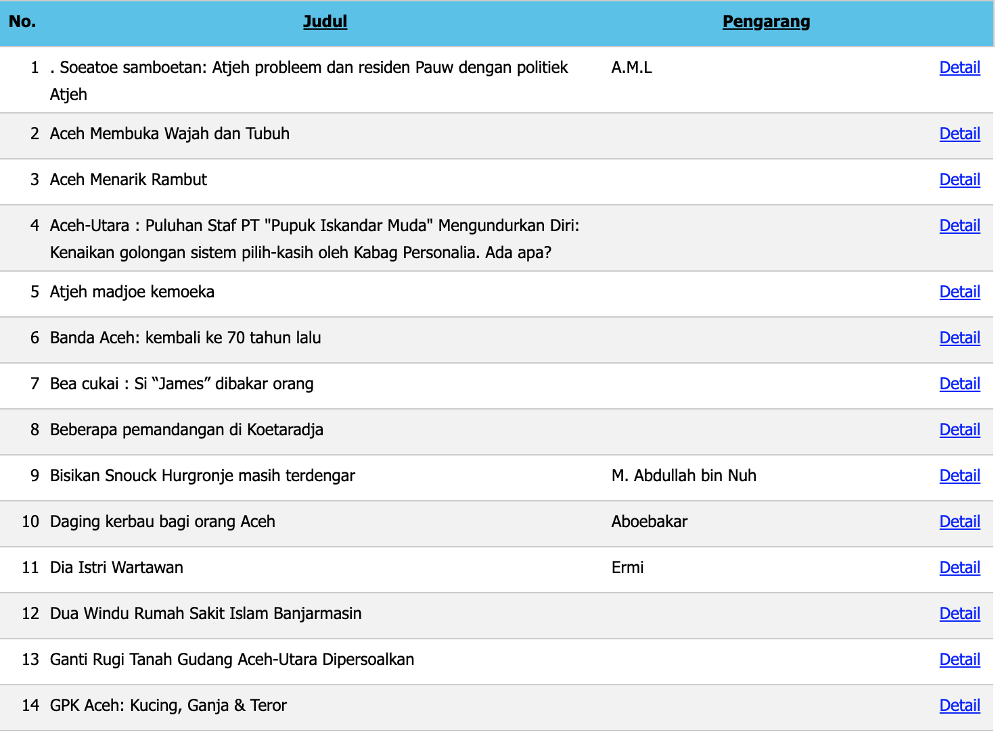 No. Judul Pengarang
1 . Soeatoe samboetan: Atjeh probleem dan residen Pauw dengan politiek A.M.L Detail
Atjeh
2 Aceh Membuka Wajah dan Tubuh Detail
3 Aceh Menarik Rambut Detail
4 Aceh-Utara : Puluhan Staf PT "Pupuk Iskandar Muda" Mengundurkan Diri: Detail
Kenaikan golongan sistem pilih-kasih oleh Kabag Personalia. Ada apa?
5 Atjeh madjoe kemoeka Detail
6 Banda Aceh: kembali ke 70 tahun lalu Detail
7 Bea cukai : Si “James” dibakar orang Detail
8 Beberapa pemandangan di Koetaradja Detail
9 Bisikan Snouck Hurgronje masih terdengar M. Abdullah bin Nuh Detail
10 Daging kerbau bagi orang Aceh Aboebakar Detail
11 Dia Istri Wartawan Ermi Detail
12 Dua Windu Rumah Sakit Islam Banjarmasin Detail
13 Ganti Rugi Tanah Gudang Aceh-Utara Dipersoalkan Detail
14 GPK Aceh: Kucing, Ganja & Teror Detail